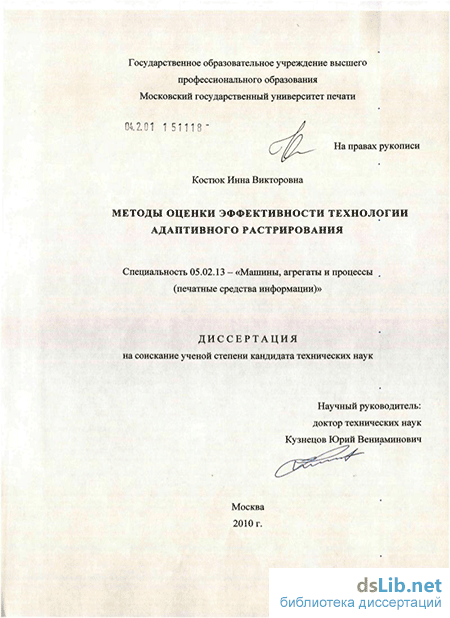 Государственное образовательное учреждение высшего
профессионального образования
Московский государственный университет печати
04.2.01 1 51118 -
На правах рукописи
Костюк Инна Викторовна
МЕТОДЫ ОЦЕНКИ ЭФФЕКТИВНОСТИ ТЕХНОЛОГИИ
АДАПТИВНОГО РАСТРИРОВАНИЯ
Специальность 05.02.13 – «Машины, агрегаты и процессы
(печатные средства информации)»
ДИССЕРТАЦИЯ
на соискание ученой степени кандидата технических наук
Научный руководитель:
доктор технических наук
Кузнецов Юрий Вениаминович
Москва
2010 г.
dsLib.net
библиотека диссертаций